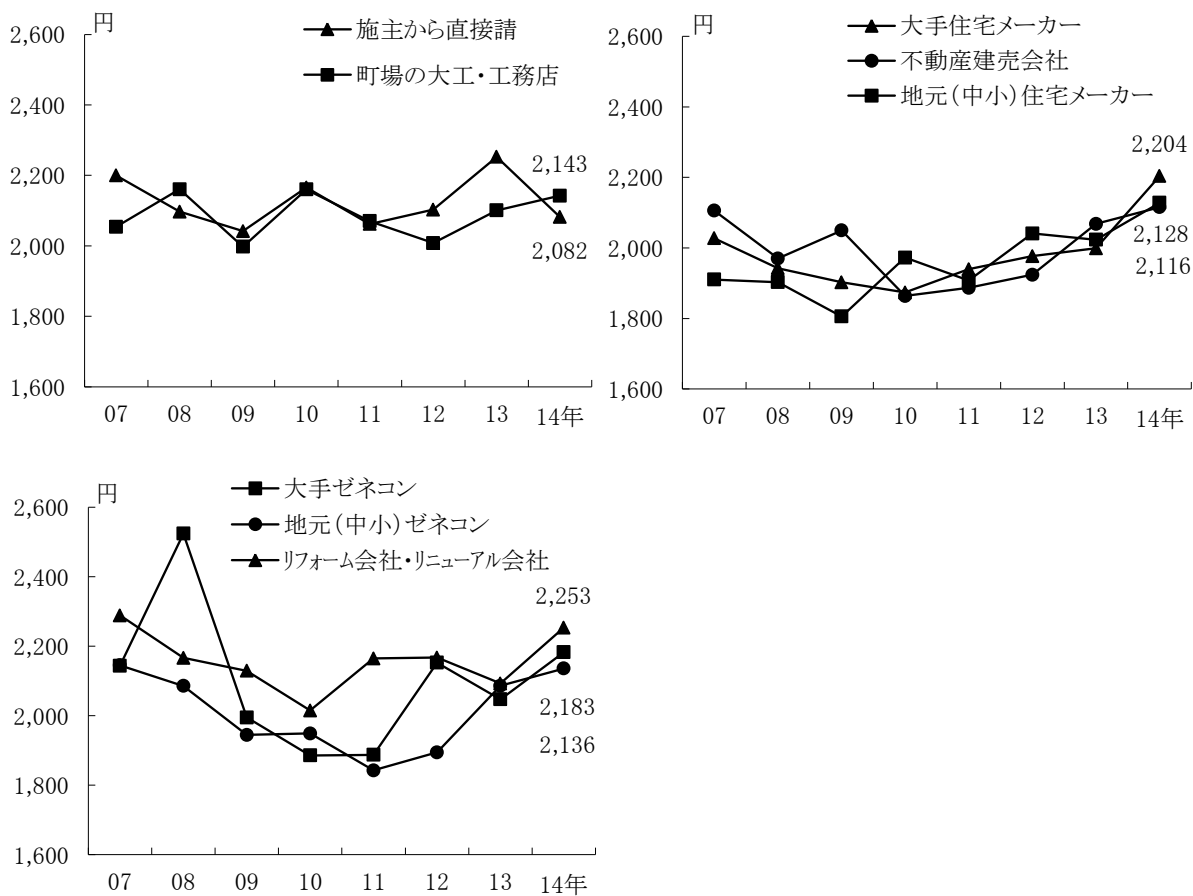 円
2,600
2,400
2,200
2,000
1,800
1,600
施主から直接請
町場の大工・工務店
2,143
2,082
07 08 09 10 11 12 13 14年
円
2,600
2,400
2,200
2,000
1,800
1,600
大手住宅メーカー
不動産建売会社
地元(中小)住宅メーカー
2,204
2,128
2,116
07 08 09 10 11 12 13 14年
円
2,600
2,400
2,200
2,000
1,800
1,600
大手ゼネコン
地元(中小)ゼネコン
ﾘﾌｫｰﾑ会社・ﾘﾆｭｰｱﾙ会社
2,253
2,183
2,136
07 08 09 10 11 12 13 14年